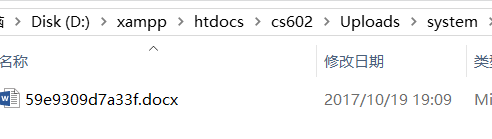 Disk (D:) > xampp > htdocs > cs602 > Uploads > system >
名称 修改日期 类
59e9309d7a33f.docx 2017/10/19 19:09 Mi